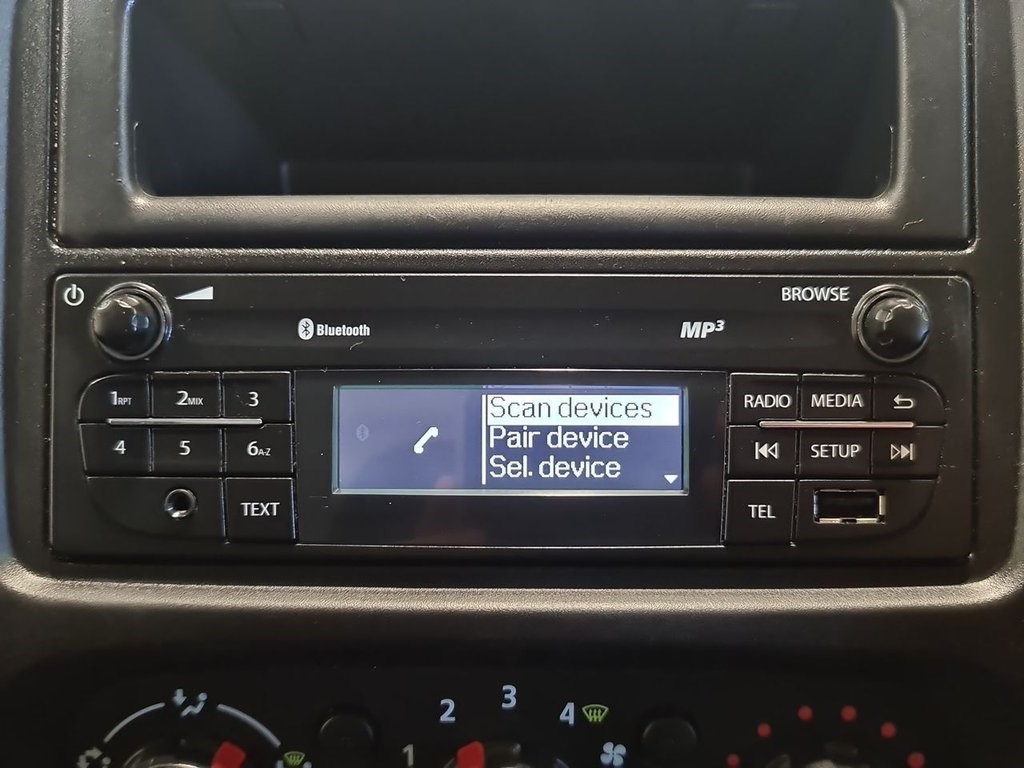 BROWSE
Bluetooth
MP3
1RPT 2MIX 3
RADIO MEDIA
Scan devices
Pair device
Sel. device
4 5 6A-Z
SETUP
TEXT
TEL
1 2 3 4